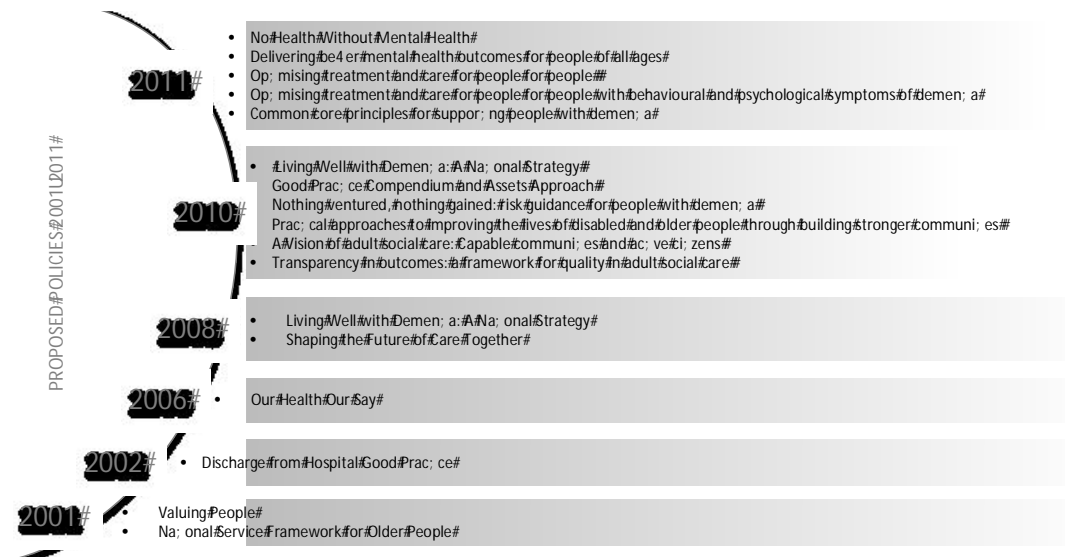 PROPOSED#POLICIES#2001U2011#
2011#
• No#Health#Without#Mental#Health#
• Delivering#be4 er#mental#health#outcomes#for#people#of#all#ages#
• Op; mising#treatment#and#care#for#people#for#people##
• Op; mising#treatment#and#care#for#people#for#people#with#behavioural#and#psychological#symptoms#of#demen; a#
• Common#core#principles#for#suppor; ng#people#with#demen; a#
2010#
• #Living#Well#with#Demen; a:#A#Na; onal#Strategy##
Good#Prac; ce#Compendium#and#Assets#Approach##
Nothing#ventured,#nothing#gained:#risk#guidance#for#people#with#demen; a##
Prac; cal#approaches#to#improving#the#lives#of#disabled#and#older#people#through#building#stronger#communi; es##
• A#Vision#of#adult#social#care:#Capable#communi; es#and#ac; ve#ci; zens##
• Transparency#in#outcomes:#a#framework#for#quality#in#adult#social#care##
2008#
• Living#Well#with#Demen; a:#A#Na; onal#Strategy#
• Shaping#the#Future#of#Care#Together#
2006#
• Our#Health#Our#Say#
2002#
• Discharge#from#Hospital#Good#Prac; ce#
2001#
• Valuing#People#
• Na; onal#Service#Framework#for#Older#People#